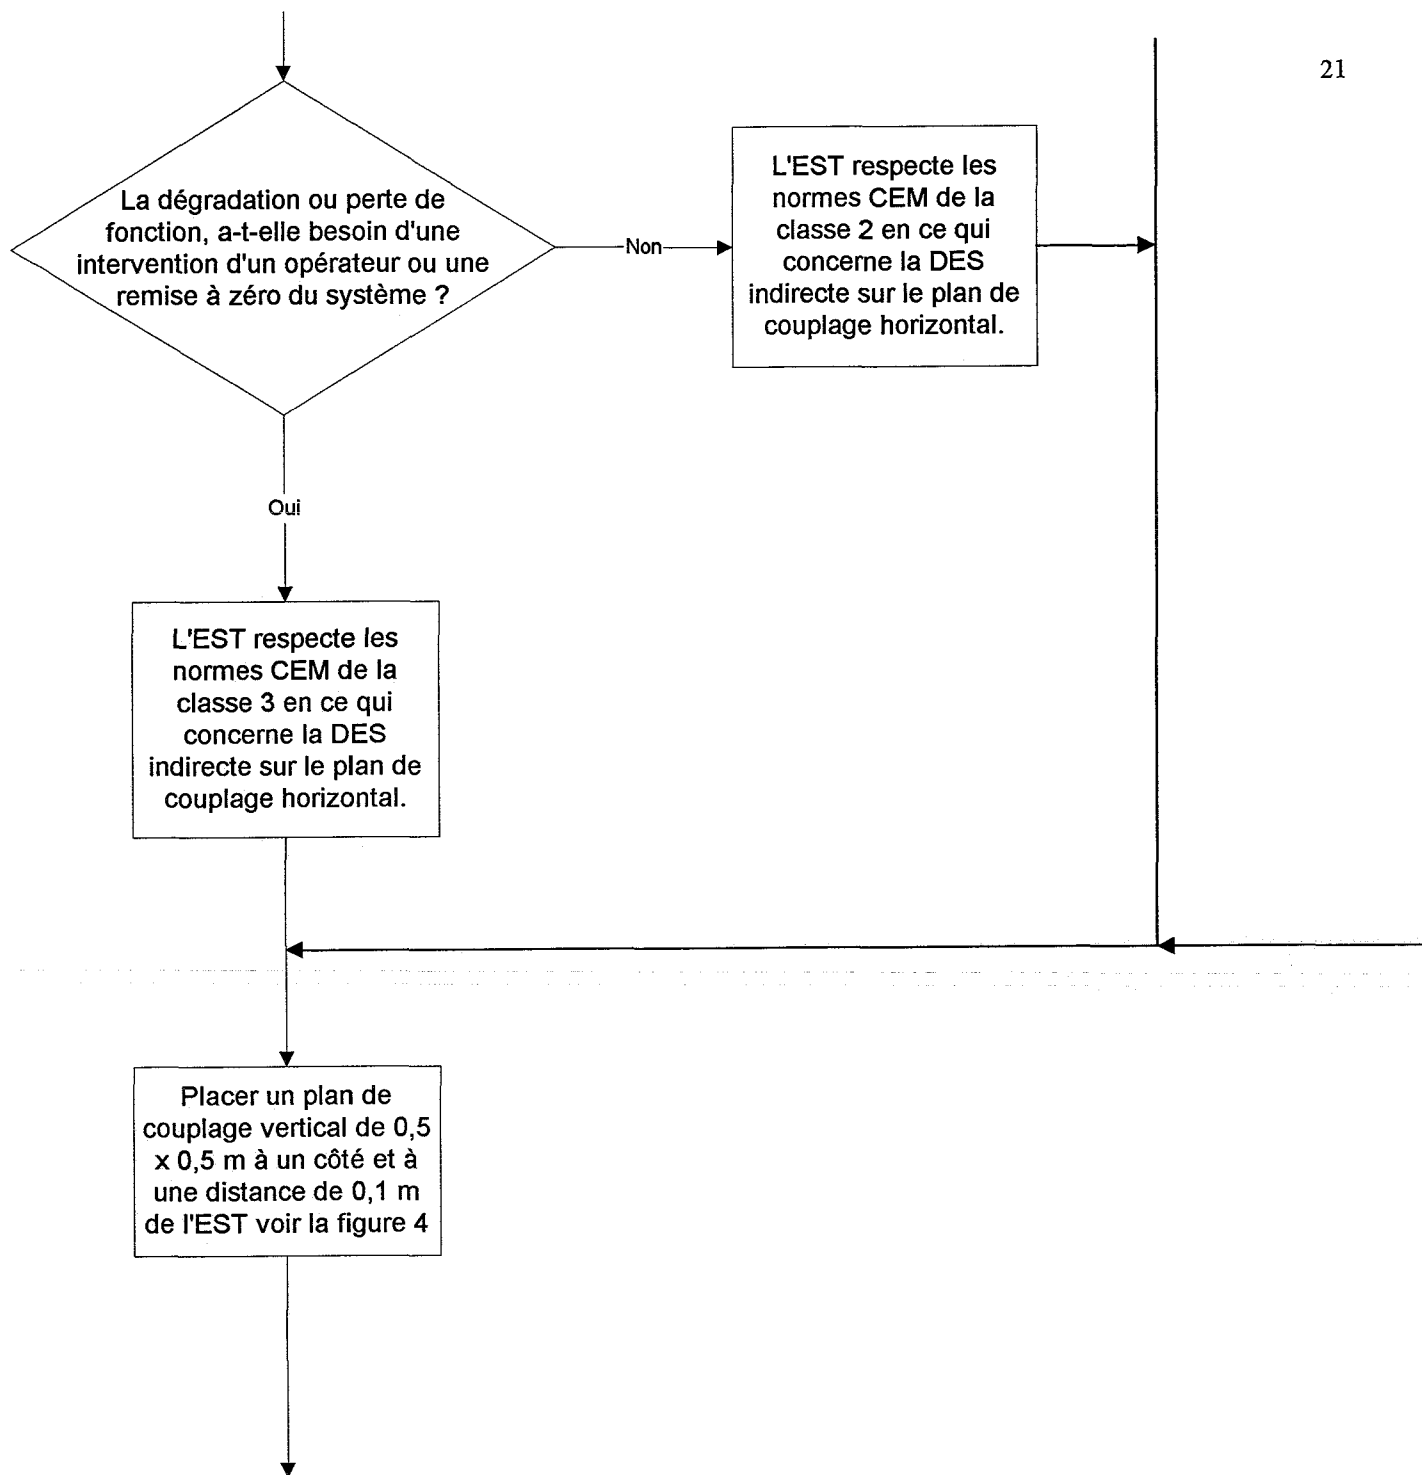 21
La dégradation ou perte de
fonction, a-t-elle besoin d'une
intervention d'un opérateur ou une
remise à zéro du système ?
Non
L'EST respecte les
normes CEM de la
classe 2 en ce qui
concerne la DES
indirecte sur le plan de
couplage horizontal.
Oui
L'EST respecte les
normes CEM de la
classe 3 en ce qui
concerne la DES
indirecte sur le plan de
couplage horizontal.
Placer un plan de
couplage vertical de 0,5
x 0,5 m à un côté et à
une distance de 0,1 m
de l'EST voir la figure 4